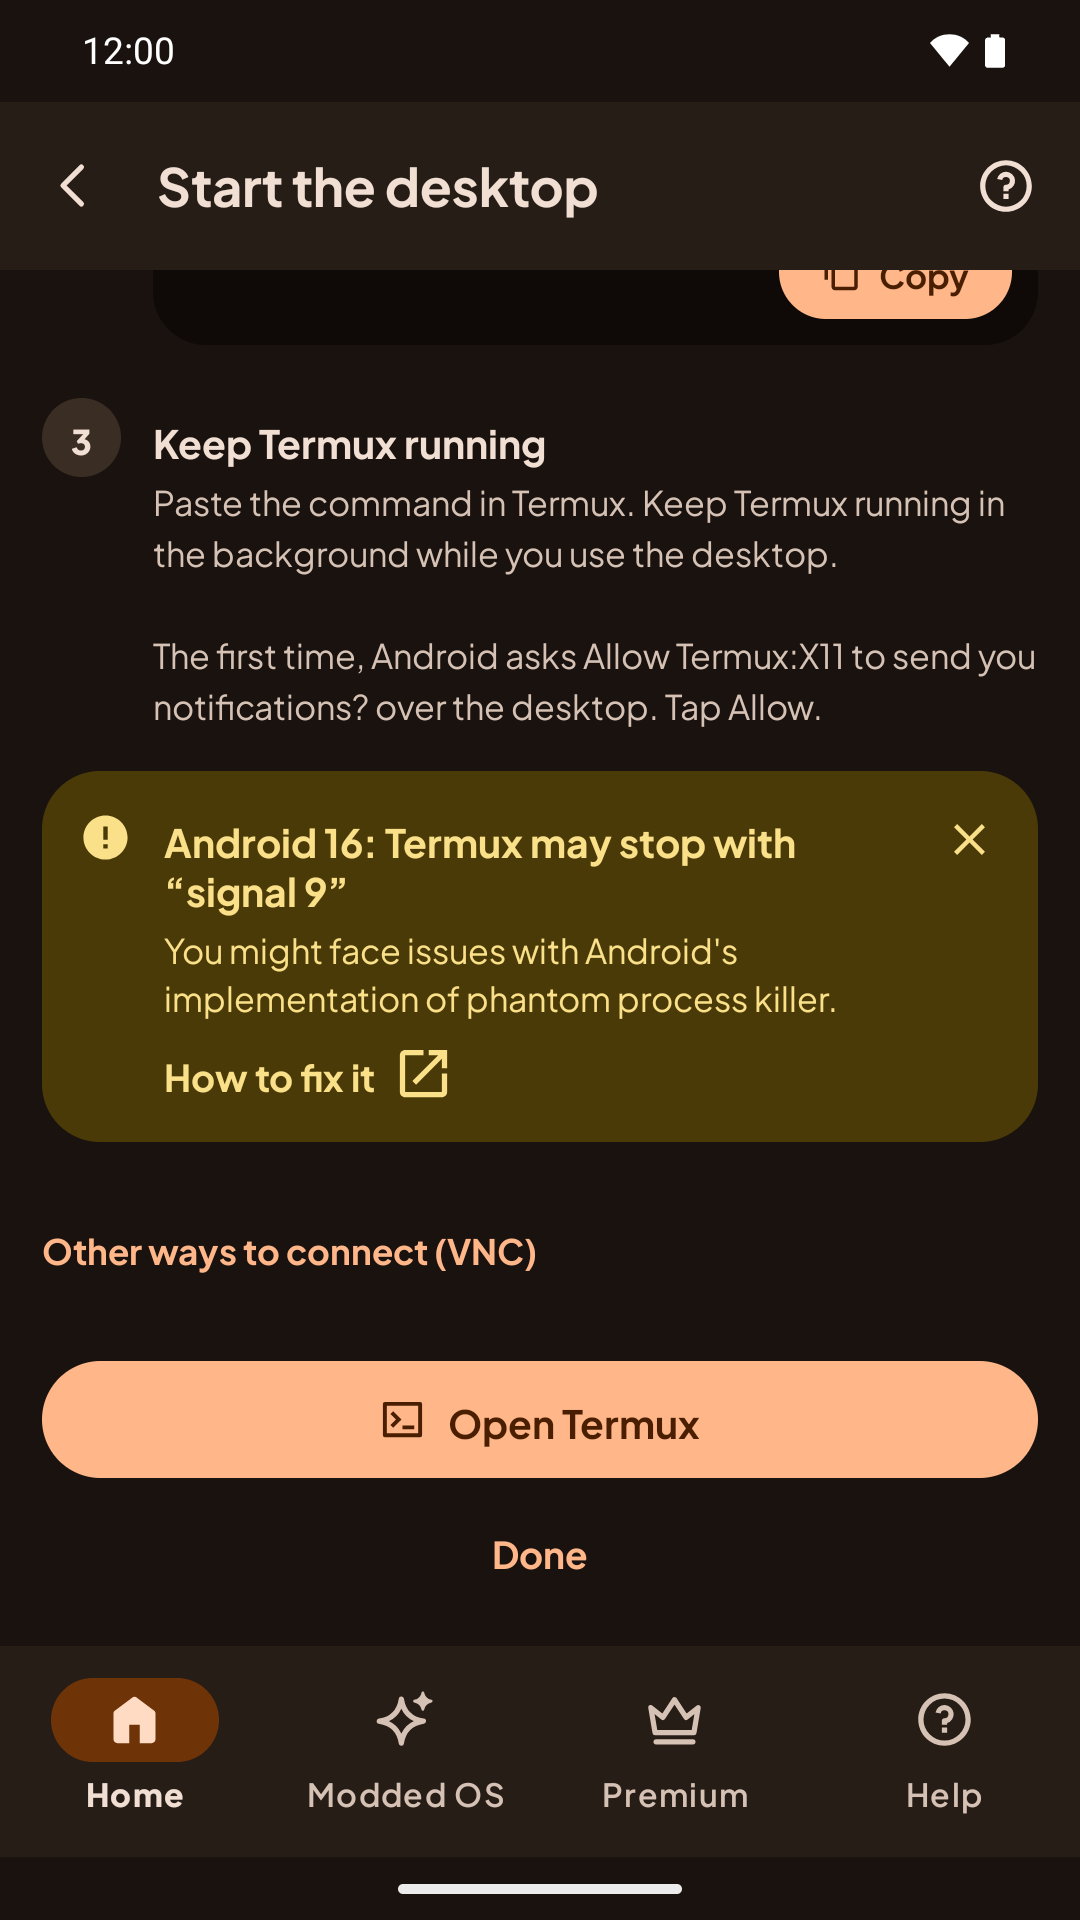 12:00
Start the desktop
Copy
3
Keep Termux running
Paste the command in Termux. Keep Termux running in
the background while you use the desktop.
The first time, Android asks Allow Termux:X11 to send you
notifications? over the desktop. Tap Allow.
Android 16: Termux may stop with
“signal 9”
You might face issues with Android's
implementation of phantom process killer.
How to fix it
Other ways to connect (VNC)
Open Termux
Done
Home
Modded OS
Premium
Help